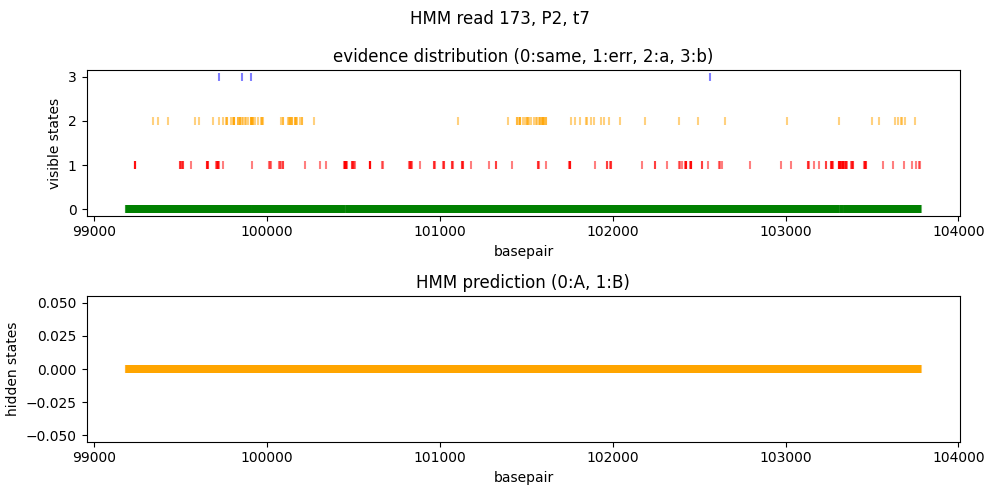 HMM read 173, P2, t7
evidence distribution (0:same, 1:err, 2:a, 3:b)
visible states
3
2
1
0
99000 100000 101000 102000 103000 104000
basepair
HMM prediction (0:A, 1:B)
hidden states
0.050
0.025
0.000
−0.025
−0.050
99000 100000 101000 102000 103000 104000
basepair